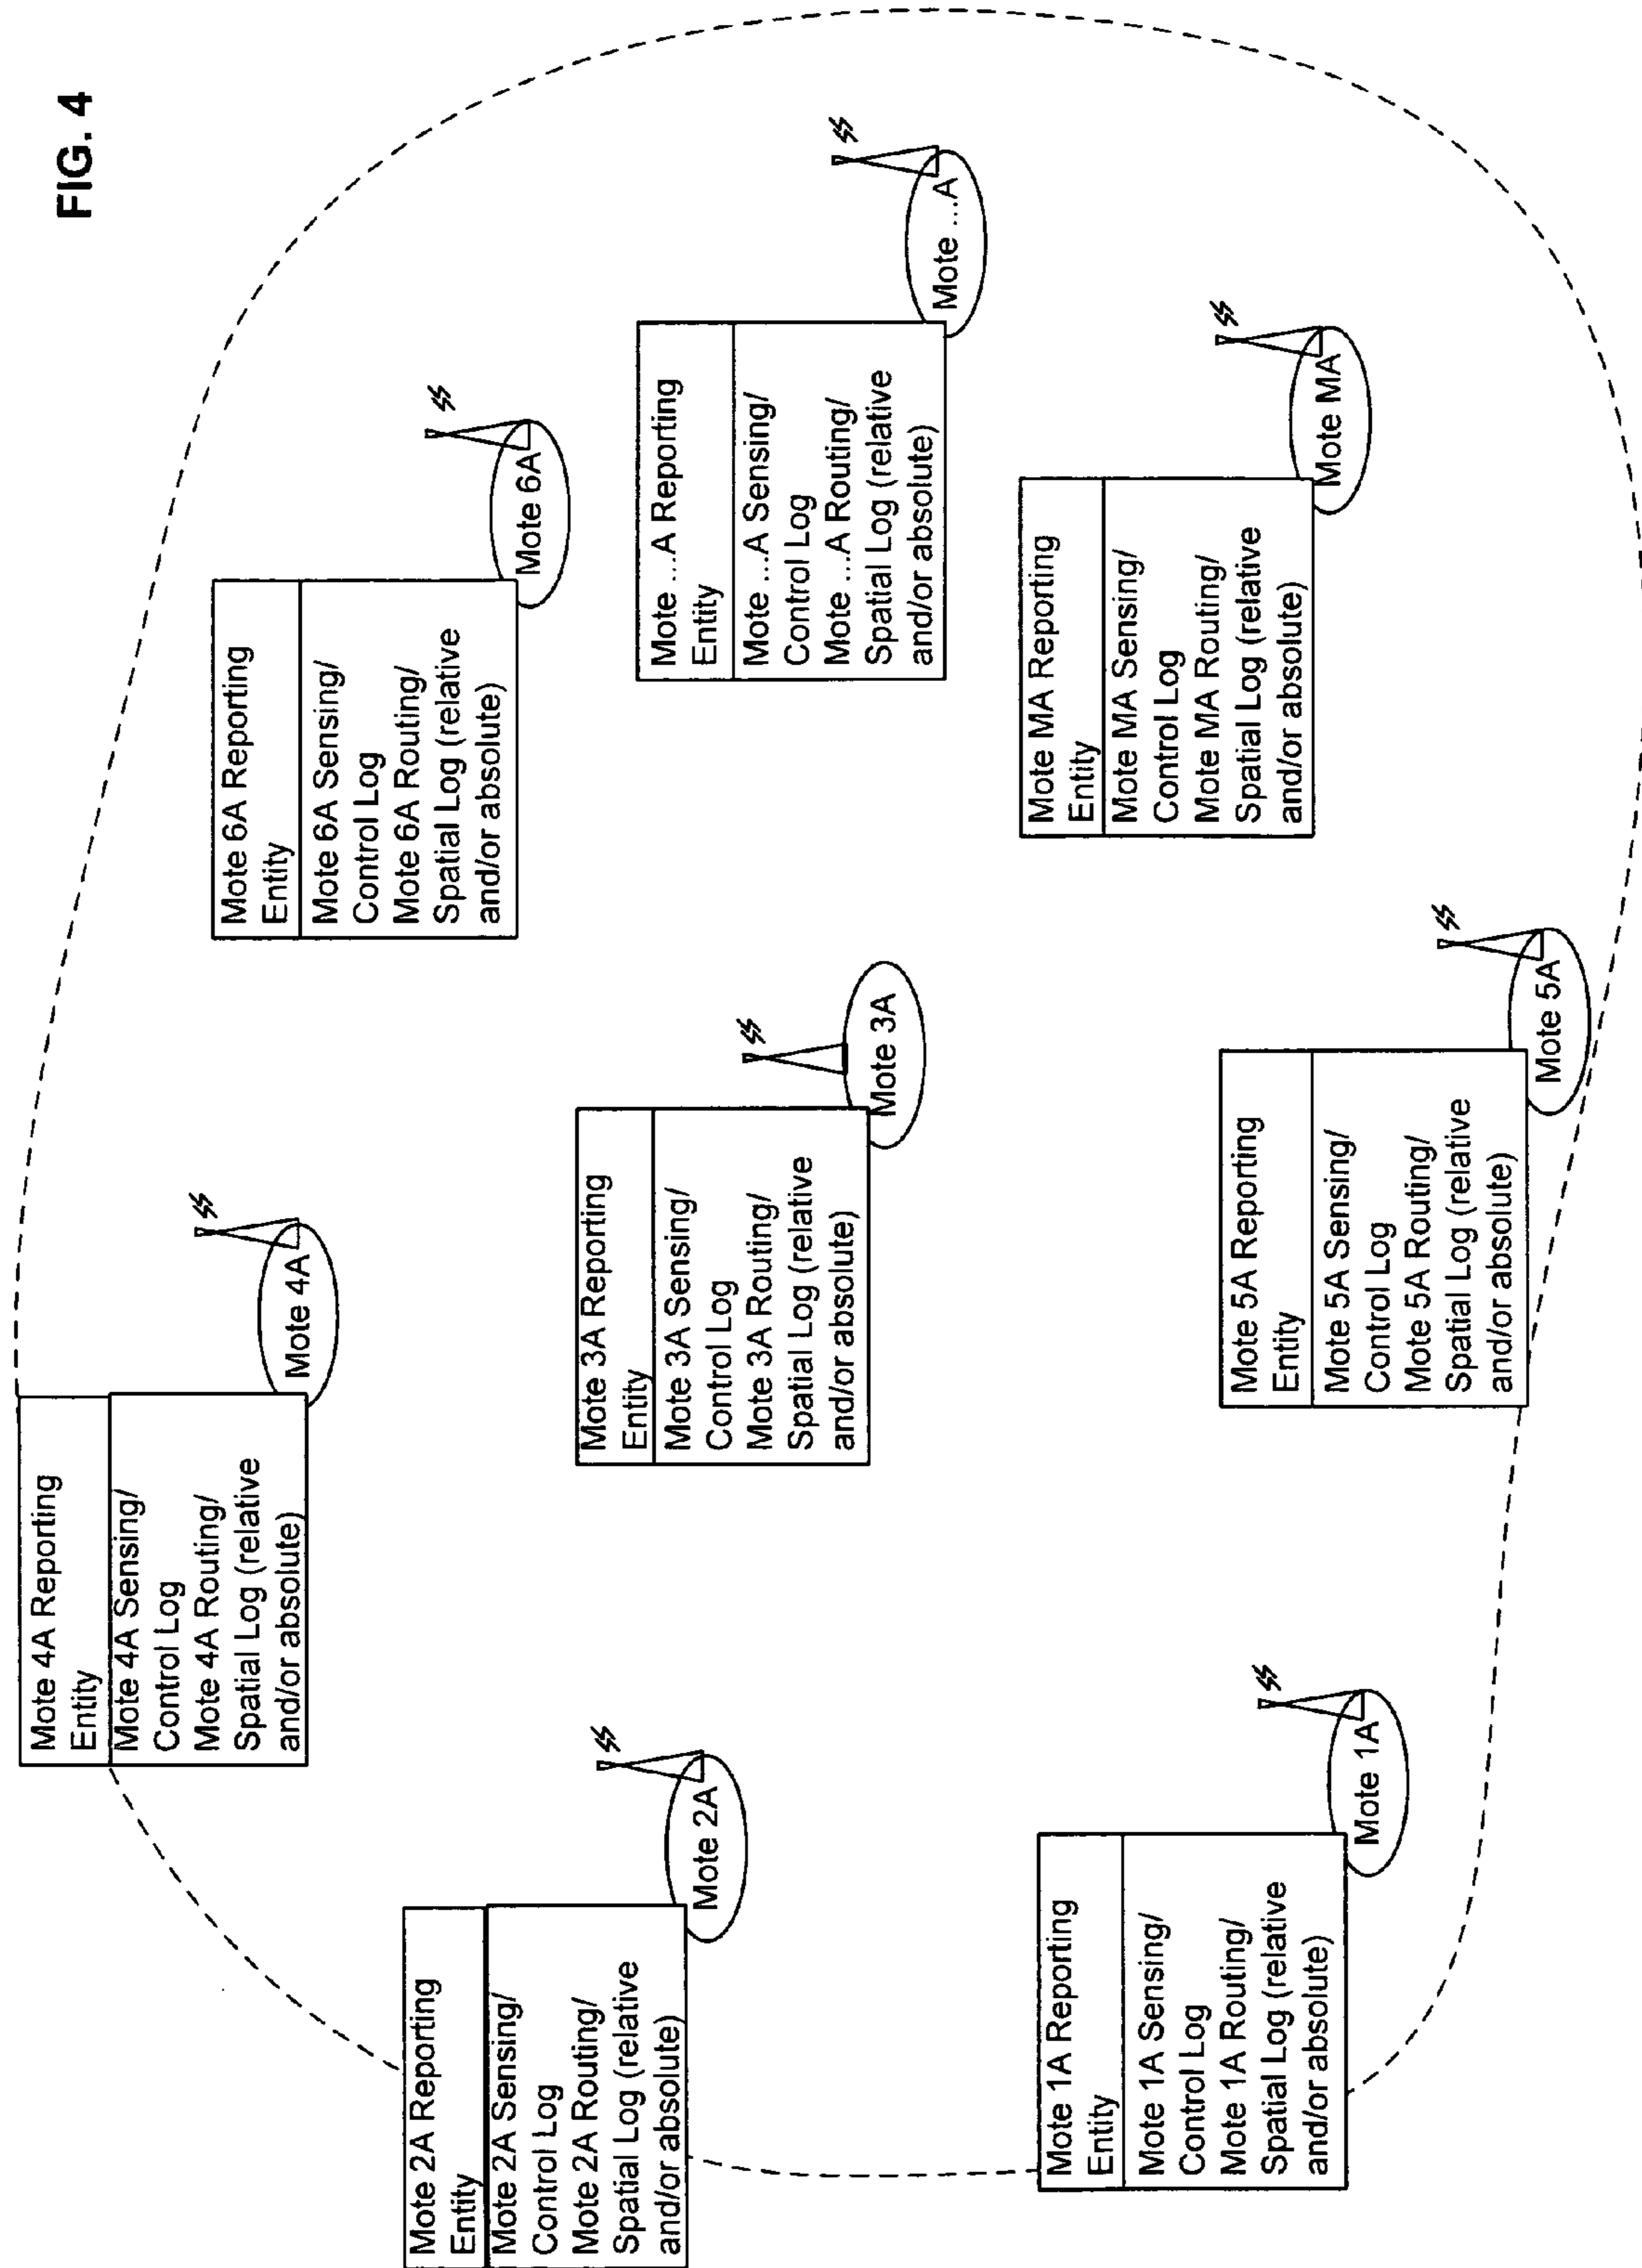 FIG. 4
Mote 4A Reporting
Entity
Mote 4A Sensing/
Control Log
Mote 4A Routing/
Spatial Log (relative
and/or absolute)
Mote 4A
Mote 6A Reporting
Entity
Mote 6A Sensing/
Control Log
Mote 6A Routing/
Spatial Log (relative
and/or absolute)
Mote 6A
Mote 2A Reporting
Entity
Mote 2A Sensing/
Control Log
Mote 2A Routing/
Spatial Log (relative
and/or absolute)
Mote 2A
Mote 3A Reporting
Entity
Mote 3A Sensing/
Control Log
Mote 3A Routing/
Spatial Log (relative
and/or absolute)
Mote 3A
Mote ...A Reporting
Entity
Mote ...A Sensing/
Control Log
Mote ...A Routing/
Spatial Log (relative
and/or absolute)
Mote ...A
Mote 1A Reporting
Entity
Mote 1A Sensing/
Control Log
Mote 1A Routing/
Spatial Log (relative
and/or absolute)
Mote 1A
Mote 5A Reporting
Entity
Mote 5A Sensing/
Control Log
Mote 5A Routing/
Spatial Log (relative
and/or absolute)
Mote 5A
Mote MA Reporting
Entity
Mote MA Sensing/
Control Log
Mote MA Routing/
Spatial Log (relative
and/or absolute)
Mote MA